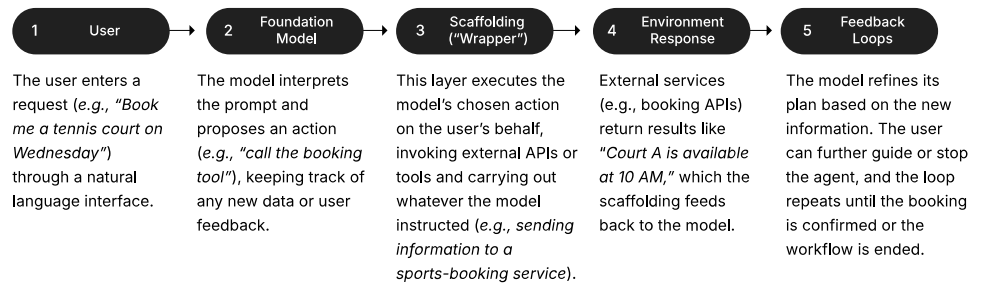 1 User
2 Foundation
Model
3 Scaffolding
(“Wrapper”)
4 Environment
Response
5 Feedback
Loops
The user enters a
request (e.g., “Book
me a tennis court on
Wednesday”)
through a natural
language interface.
The model interprets
the prompt and
proposes an action
(e.g., “call the booking
tool”), keeping track of
any new data or user
feedback.
This layer executes the
model’s chosen action
on the user’s behalf,
invoking external APIs or
tools and carrying out
whatever the model
instructed (e.g., sending
information to a
sports-booking service).
External services
(e.g., booking APIs)
return results like
“Court A is available
at 10 AM,” which the
scaffolding feeds
back to the model.
The model refines its
plan based on the new
information. The user
can further guide or stop
the agent, and the loop
repeats until the booking
is confirmed or the
workflow is ended.